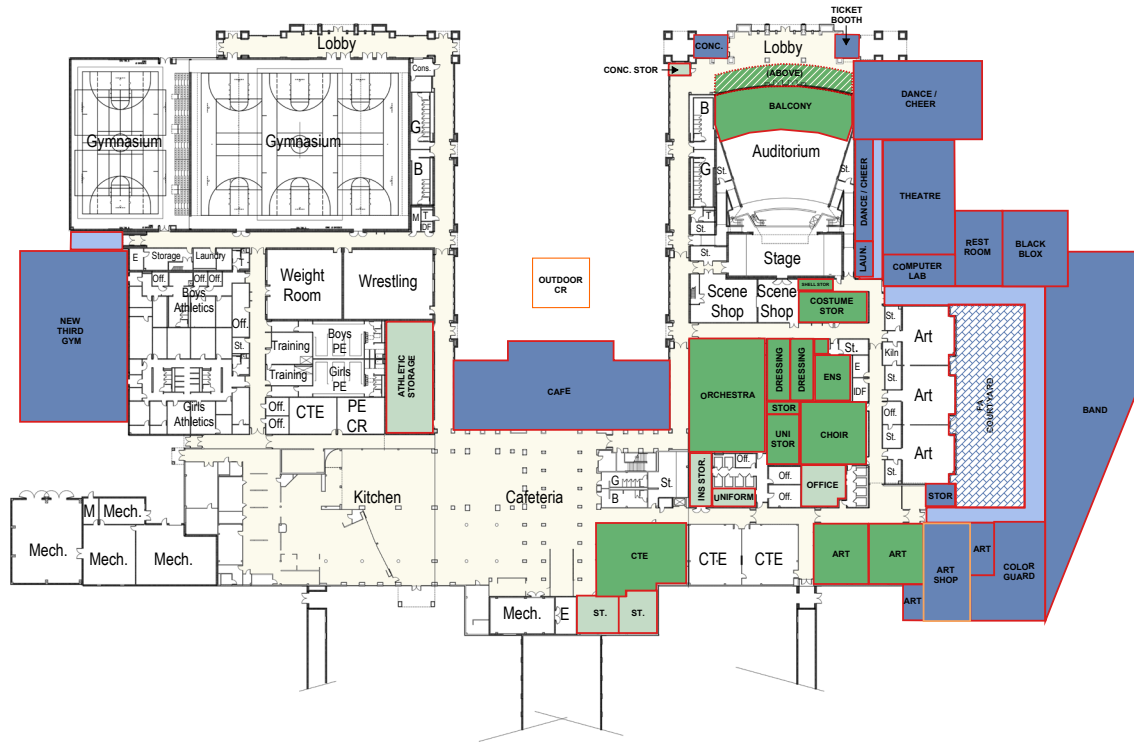 TICKET
BOOTH
Lobby
CONC.
Lobby
CONC. STOR
(ABOVE)
Cons.
DANCE /
CHEER
BALCONY
B
G
Gymnasium
Gymnasium
Auditorium
St.
St.
G
B
DANCE / CHEER
THEATRE
M
T
DF
T
St.
REST
ROOM
BLACK
BLOX
E
Storage
Laundry
St.
Stage
LAUN.
COMPUTER
LAB
Off.
Off.
Off.
Boys
Athletics
Weight
Room
Wrestling
OUTDOOR
CR
SHELL STOR
Scene
Shop
Scene
Shop
COSTUME
STOR
Off.
St.
NEW
THIRD
GYM
St.
Art
Training
Boys
PE
Kiln
Training
Girls
PE
ATHLETIC
STORAGE
CAFE
ORCHESTRA
DRESSING
DRESSING
ENS
St.
E
IDF
St.
Art
FA
COURTYARD
BAND
Off.
Off.
CTE
PE
CR
Girls
Athletics
STOR
UNI
STOR
CHOIR
Off.
St.
Art
St.
Off.
G
B
St.
INS STOR.
UNIFORM
Off.
Off.
OFFICE
STOR
Kitchen
Cafeteria
M
Mech.
Mech.
Mech.
Mech.
CTE
CTE
CTE
ART
ART
ART
SHOP
ART
COLOR
GUARD
ART
Mech.
E
ST.
ST.